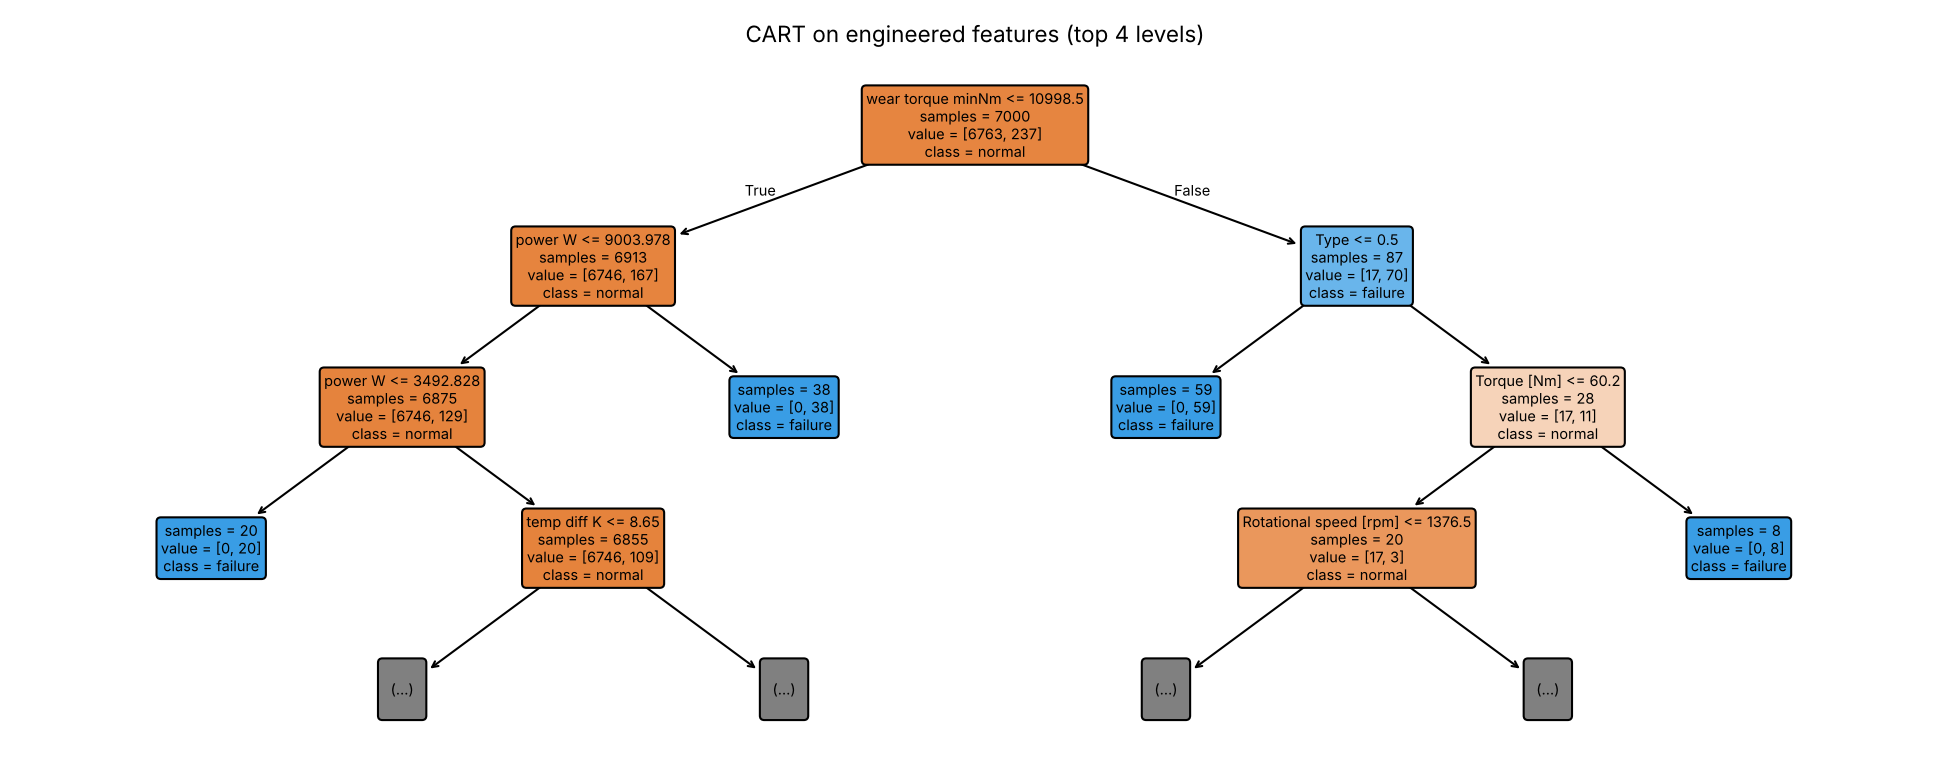 CART on engineered features (top 4 levels)
wear torque minNm <= 10998.5
samples = 7000
value = [6763, 237]
class = normal
True
False
power W <= 9003.978
samples = 6913
value = [6746, 167]
class = normal
Type <= 0.5
samples = 87
value = [17, 70]
class = failure
power W <= 3492.828
samples = 6875
value = [6746, 129]
class = normal
samples = 38
value = [0, 38]
class = failure
samples = 59
value = [0, 59]
class = failure
Torque [Nm] <= 60.2
samples = 28
value = [17, 11]
class = normal
samples = 20
value = [0, 20]
class = failure
temp diff K <= 8.65
samples = 6855
value = [6746, 109]
class = normal
Rotational speed [rpm] <= 1376.5
samples = 20
value = [17, 3]
class = normal
samples = 8
value = [0, 8]
class = failure
(...)
(...)
(...)
(...)